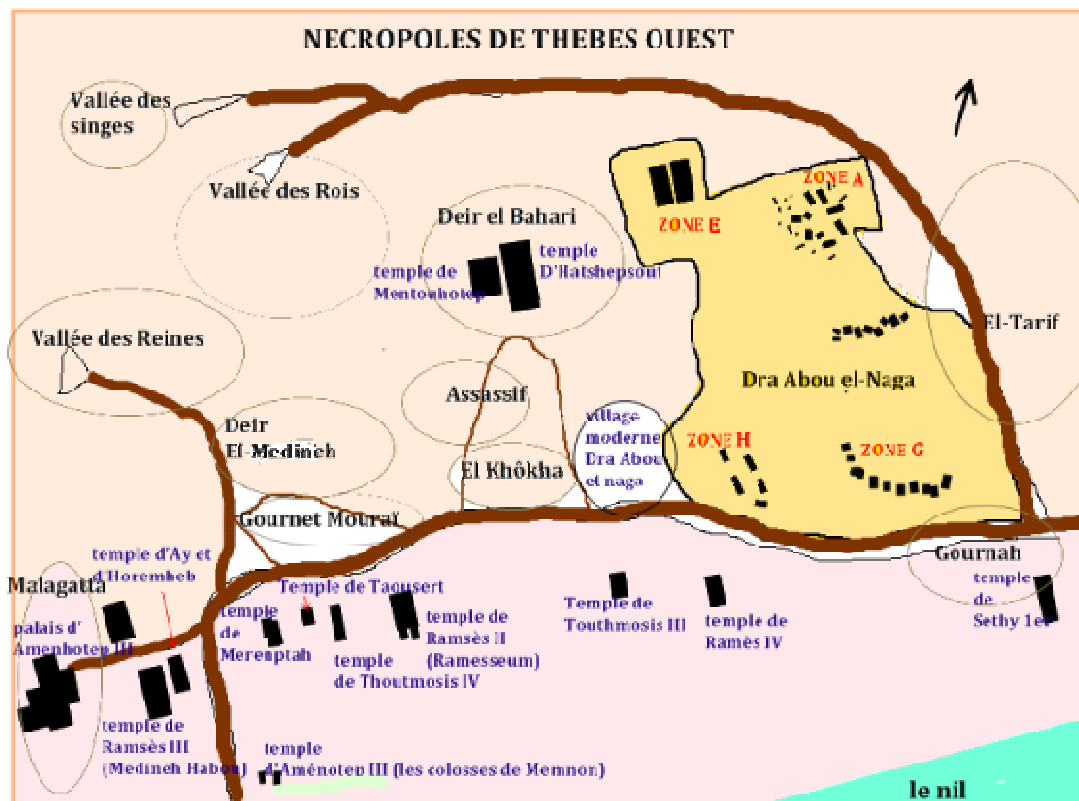 NECROPOLES DE THEBES OUEST
Vallée des
singes
Vallée des Rois
Deir el Bahari
temple de
Mentouhotep
temple
D'Hatshepsout
ZONE E
ZONE A
El-Tarif
Vallée des Reines
Assassif
Dra Abou el-Naga
Deir
El-Medineh
El Khôkha
village
moderne
Dra Abou
el naga
ZONE H
ZONE G
Gournet Mouraï
Gournah
temple d'Ay et
d'Horemheb
Malagatta
palais d'
Amenhotep III
temple
de
Merenptah
Temple de Taousert
temple
de Thoutmosis IV
temple de
Ramsès II
(Ramesseum)
Temple de
Touthmosis III
temple de
Ramès IV
temple
de
Sethy 1er
temple de
Ramsès III
(Medineh Habou)
temple
d'Aménotep III (les colosses de Memnon)
le nil